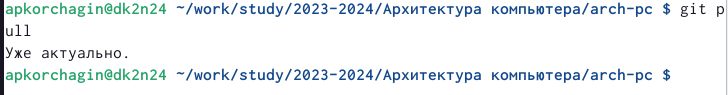 apkorchagin@dk2n24 ~/work/study/2023-2024/Архитектура компьютера/arch-pc $ git p
ull
Уже актуально.
apkorchagin@dk2n24 ~/work/study/2023-2024/Архитектура компьютера/arch-pc $